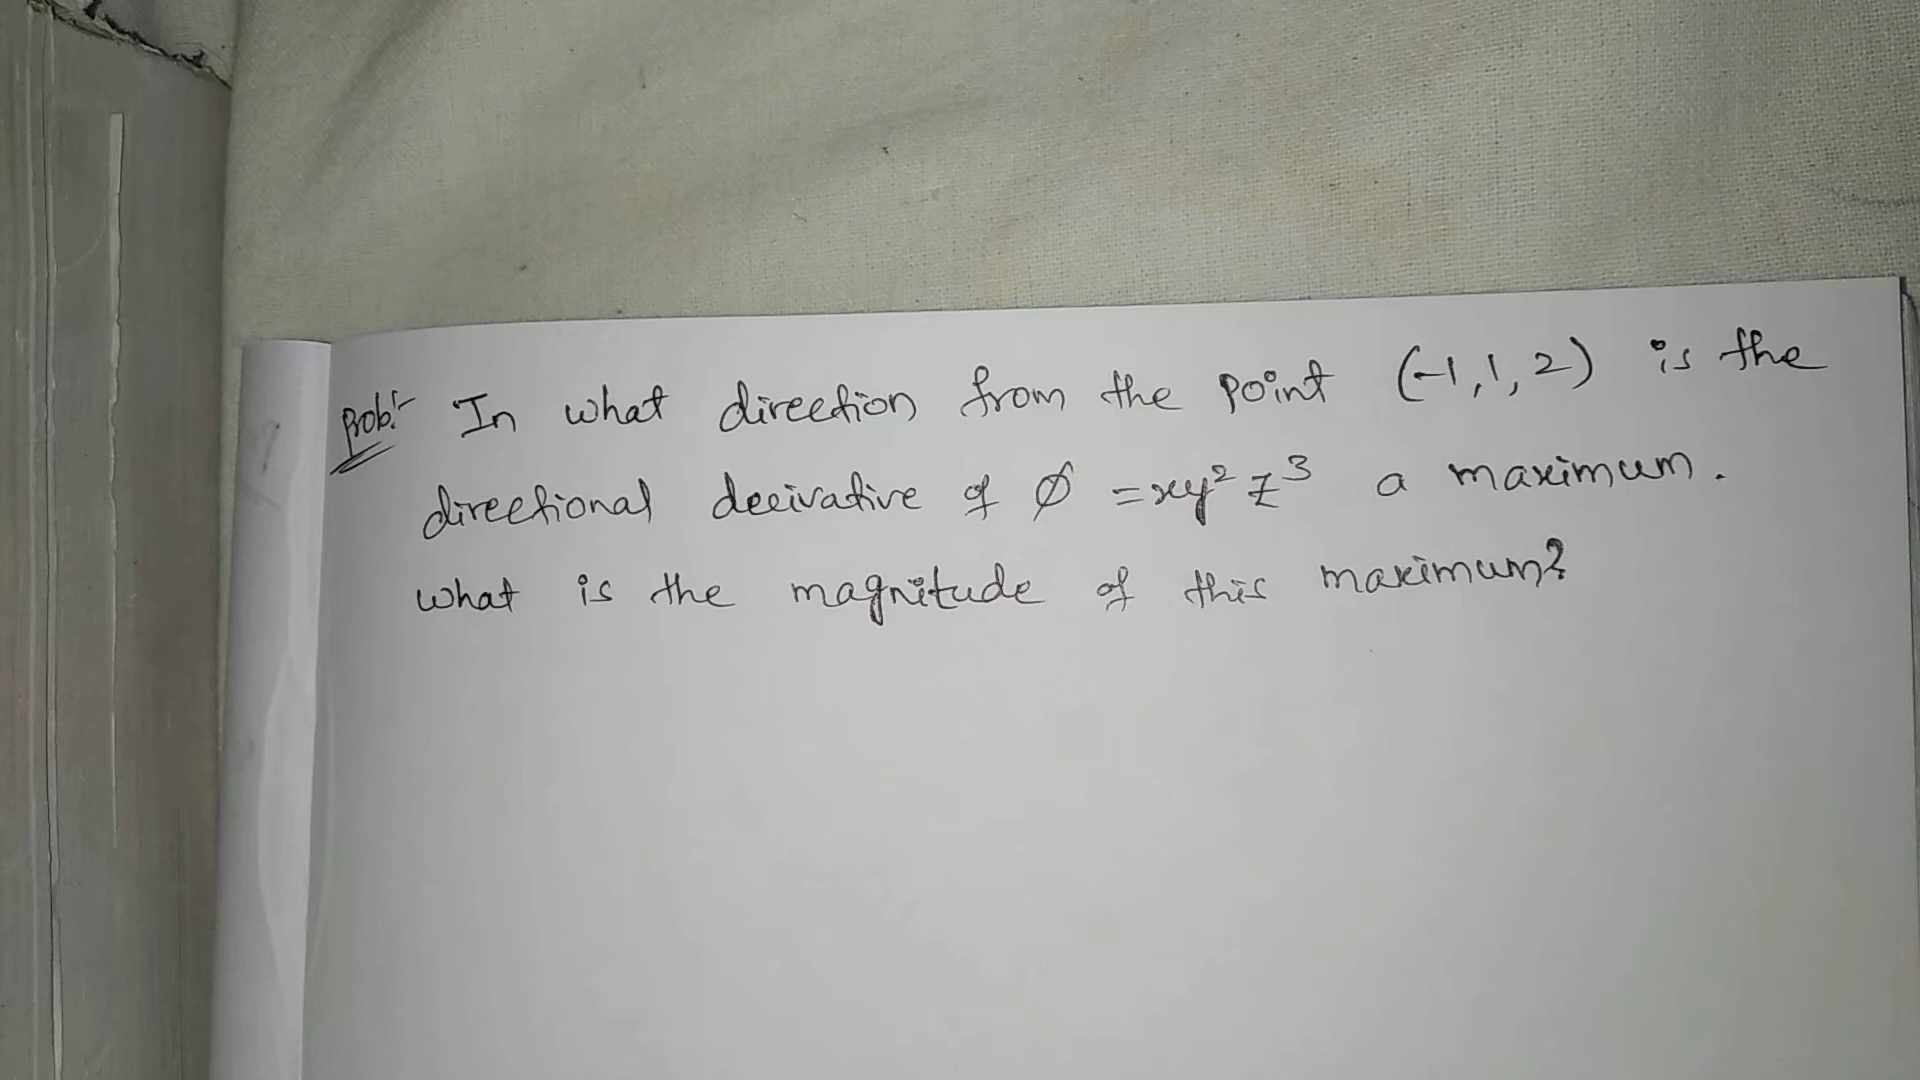 Prob:- In what direction from the point (-1,1,2) is the
directional derivative of Ø = xy² z³ a maximum.
what is the magnitude of this maximum?